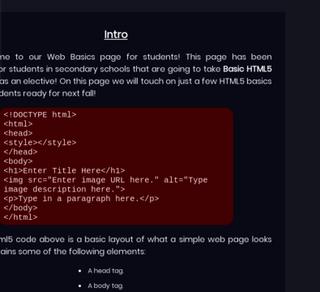 Intro
me to our Web Basics page for students! This page has been
or students in secondary schools that are going to take Basic HTML5
as an elective! On this page we will touch on just a few HTML5 basics
dents ready for next fall!
<!DOCTYPE html>
<html>
<head>
<style></style>
</head>
<body>
<h1>Enter Title Here</h1>
<img src="Enter image URL here." alt="Type
image description here.">
<p>Type in a paragraph here.</p>
</body>
</html>
ml5 code above is a basic layout of what a simple web page looks
ains some of the following elements:
A head tag.
A body tag.